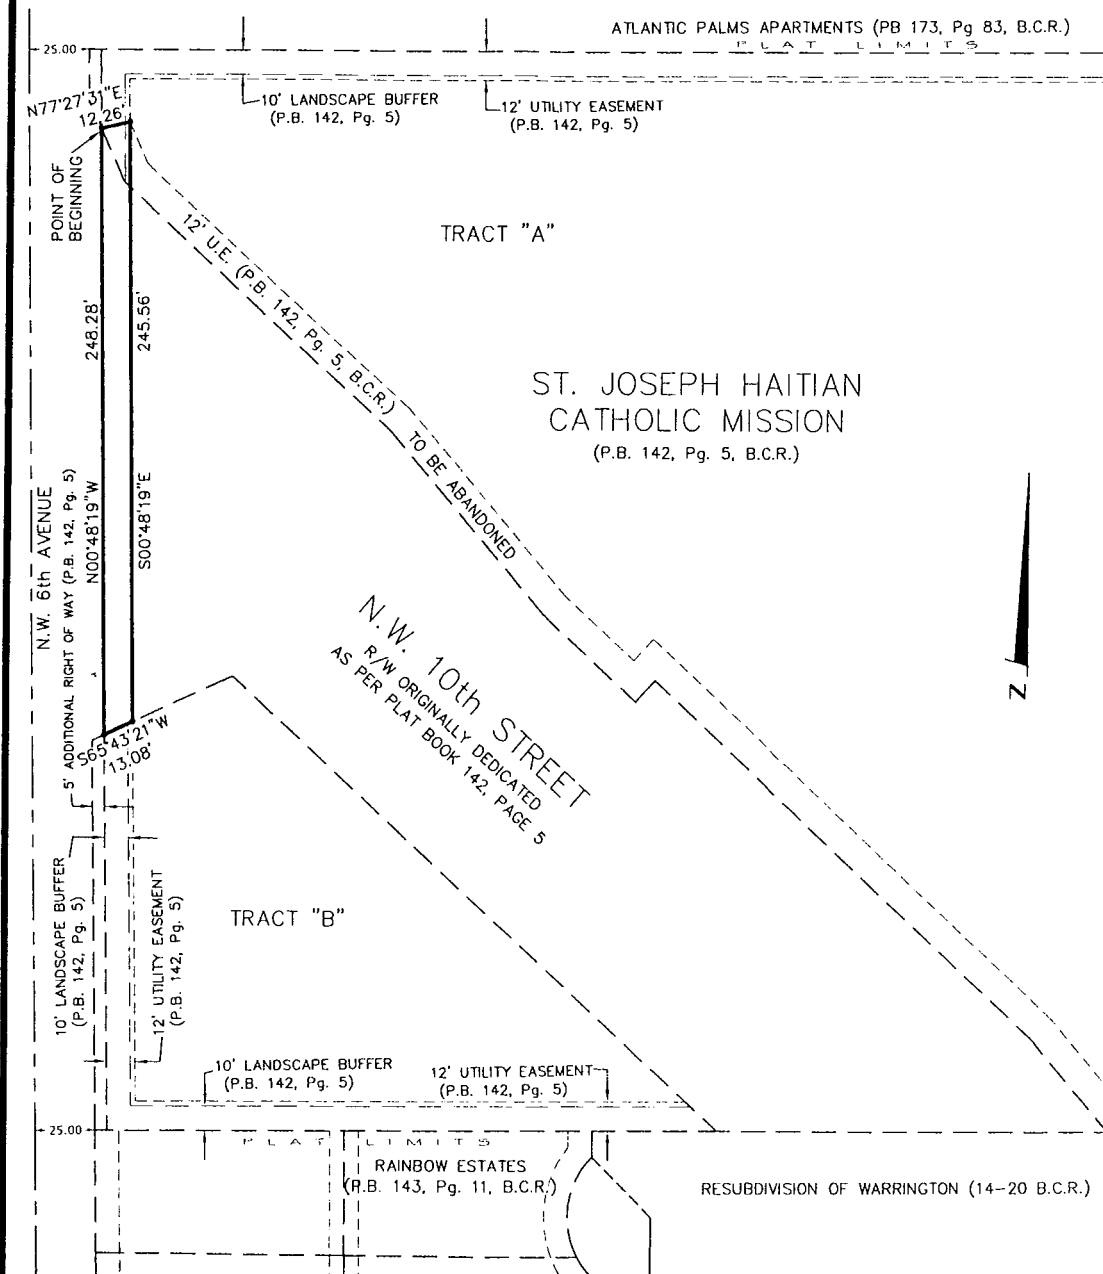 ATLANTIC PALMS APARTMENTS (PB 173, Pg 83, B.C.R.)
PLAT LIMITS
25.00
10' LANDSCAPE BUFFER
(P.B. 142, Pg. 5)
12' UTILITY EASEMENT
(P.B. 142, Pg. 5)
N77°27'31"E
12.26'
POINT OF
BEGINNING
TRACT "A"
12' U.E. (P.B. 142, Pg. 5, B.C.R.) TO BE ABANDONED
248.28'
N00°48'19"W
245.56'
S00°48'19"E
ST. JOSEPH HAITIAN
CATHOLIC MISSION
(P.B. 142, Pg. 5, B.C.R.)
N.W. 6th AVENUE
5' ADDITIONAL RIGHT OF WAY (P.B. 142, Pg. 5)
N
N.W. 10th STREET
R/W ORIGINALLY DEDICATED
AS PER PLAT BOOK 142, PAGE 5
S65°43'21"W
13.08'
10' LANDSCAPE BUFFER
(P.B. 142, Pg. 5)
12' UTILITY EASEMENT
(P.B. 142, Pg. 5)
TRACT "B"
10' LANDSCAPE BUFFER
(P.B. 142, Pg. 5)
12' UTILITY EASEMENT
(P.B. 142, Pg. 5)
25.00
PLAT LIMITS
RAINBOW ESTATES
(P.B. 143, Pg. 11, B.C.R.)
RESUBDIVISION OF WARRINGTON (14-20 B.C.R.)